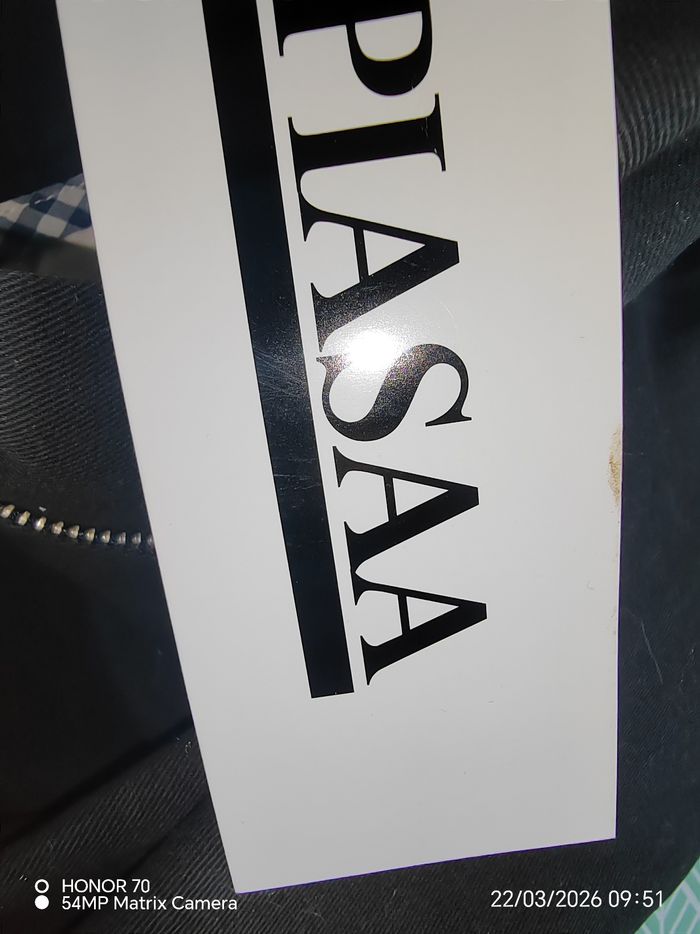 PIASAA
HONOR 70
54MP Matrix Camera
22/03/2026 09:51